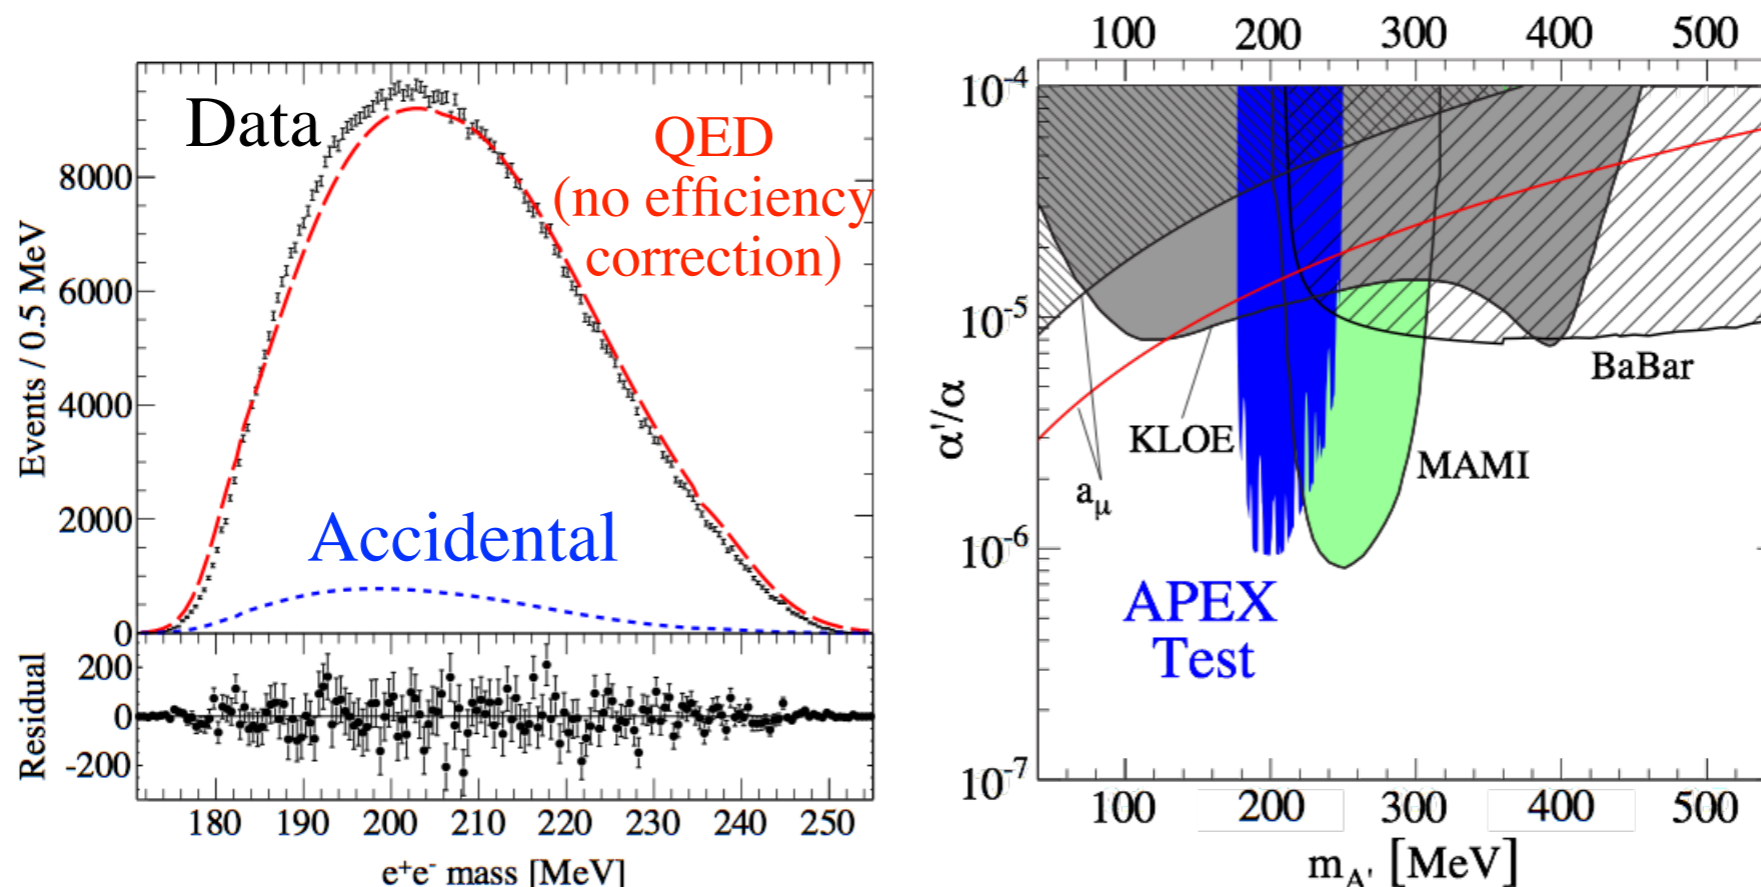 Data
QED
(no efficiency
correction)
Accidental
Events / 0.5 MeV
8000
6000
4000
2000
0
Residual
200
0
-200
180 190 200 210 220 230 240 250
e⁺e⁻ mass [MeV]
100 200 300 400 500
α'/α
10⁻⁴
10⁻⁵
10⁻⁶
10⁻⁷
KLOE
aμ
BaBar
MAMI
APEX
Test
100 200 300 400 500
m_A' [MeV]